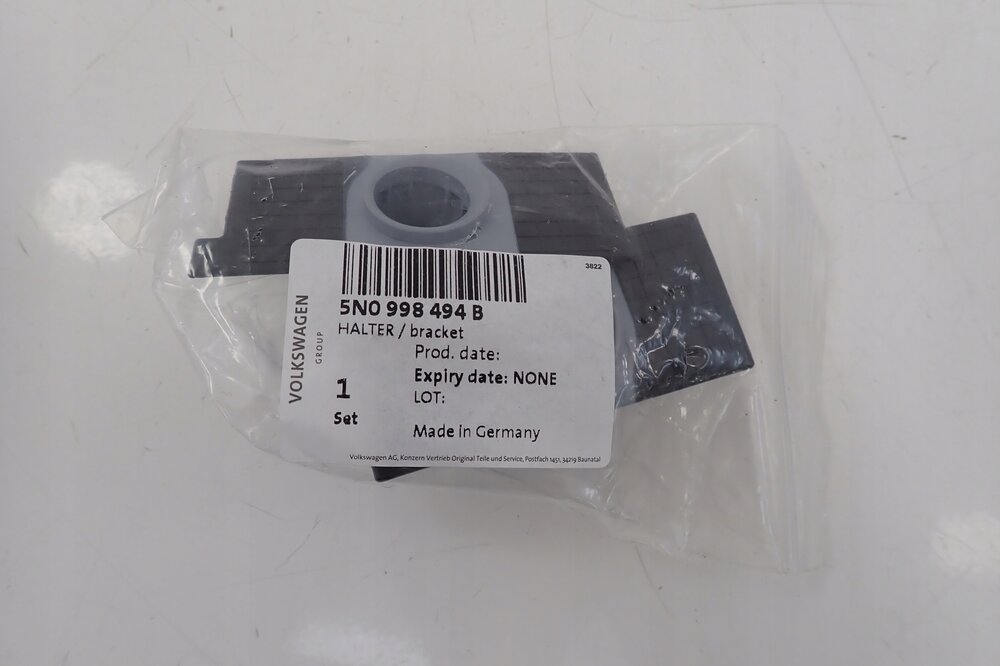 3822
VOLKSWAGEN
GROUP
5N0 998 494 B
HALTER / bracket
Prod. date:
Expiry date: NONE
LOT:
1
Set
Made in Germany
Volkswagen AG, Konzern Vertrieb Original Teile und Service, Postfach 1451, 34219 Baunatal